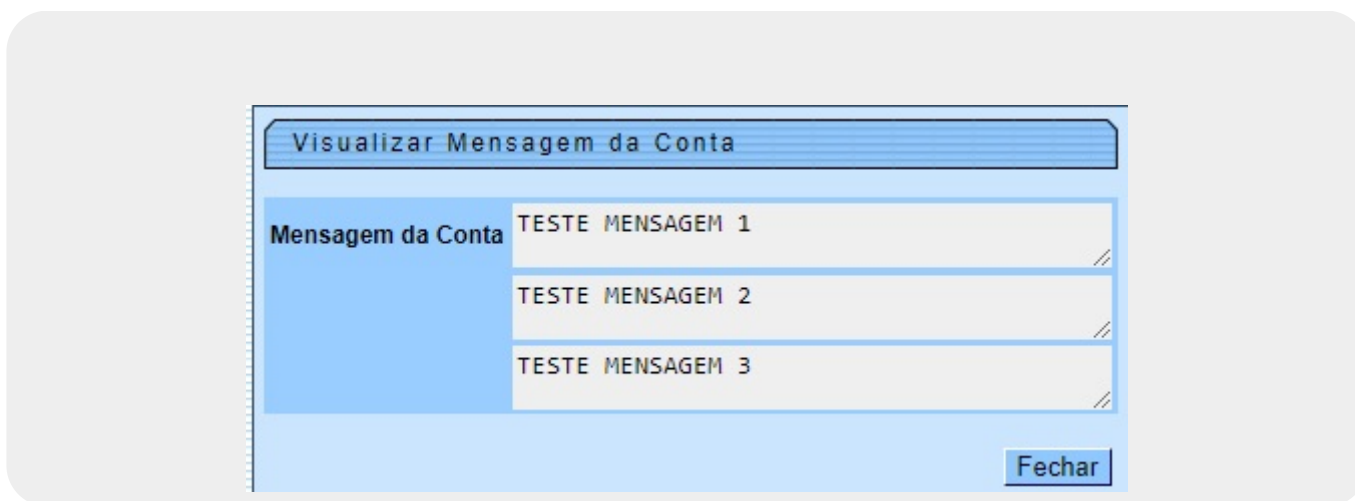 Visualizar Mensagem da Conta
Mensagem da Conta
TESTE MENSAGEM 1
TESTE MENSAGEM 2
TESTE MENSAGEM 3
Fechar